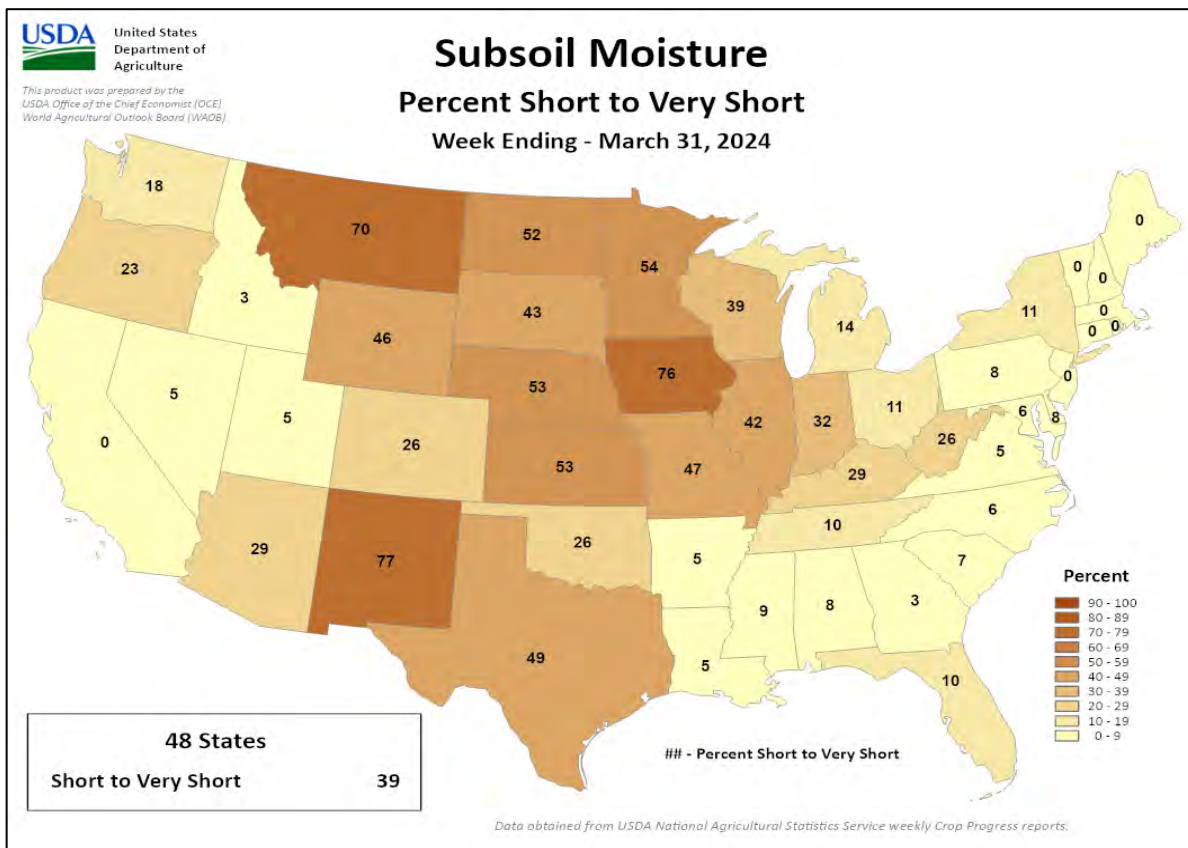 USDA
United States
Department of
Agriculture
This product was prepared by the
USDA Office of the Chief Economist (OCE)
World Agricultural Outlook Board (WAOB)
Subsoil Moisture
Percent Short to Very Short
Week Ending - March 31, 2024
18
70
52
54
0
23
3
46
43
39
14
11
0
0
0
0
0
5
5
26
53
76
42
32
11
8
0
6
8
0
53
47
29
26
5
29
77
26
5
10
6
7
49
5
9
8
3
10
Percent
90 - 100
80 - 89
70 - 79
60 - 69
50 - 59
40 - 49
30 - 39
20 - 29
10 - 19
0 - 9
48 States
Short to Very Short 39
## - Percent Short to Very Short
Data obtained from USDA National Agricultural Statistics Service weekly Crop Progress reports.